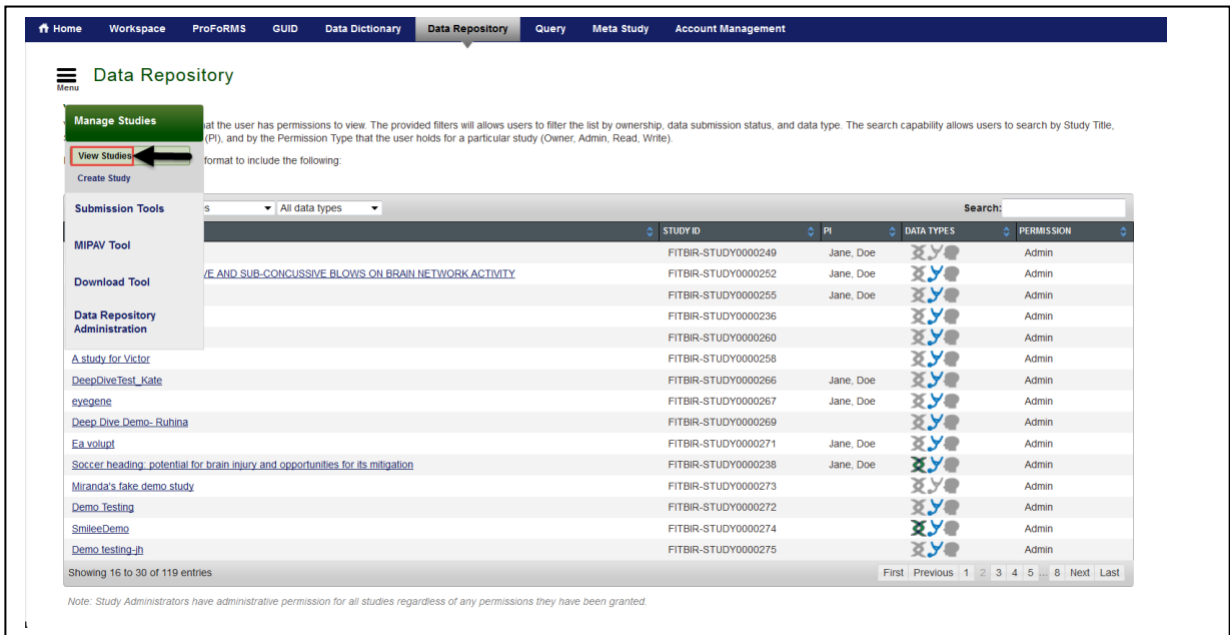 Home Workspace ProFoRMS GUID Data Dictionary Data Repository Query Meta Study Account Management
Menu
Data Repository
Manage Studies
View Studies
Create Study
Submission Tools
MIPAV Tool
Download Tool
Data Repository
Administration
at the user has permissions to view. The provided filters will allows users to filter the list by ownership, data submission status, and data type. The search capability allows users to search by Study Title,
(PI), and by the Permission Type that the user holds for a particular study (Owner, Admin, Read, Write).
format to include the following:
All data types Search:
STUDY ID PI DATA TYPES PERMISSION
FITBIR-STUDY0000249 Jane, Doe Admin
VE AND SUB-CONCUSSIVE BLOWS ON BRAIN NETWORK ACTIVITY FITBIR-STUDY0000252 Jane, Doe Admin
FITBIR-STUDY0000255 Jane, Doe Admin
FITBIR-STUDY0000236 Admin
FITBIR-STUDY0000260 Admin
A study for Victor FITBIR-STUDY0000258 Admin
DeepDiveTest_Kate FITBIR-STUDY0000266 Jane, Doe Admin
eyegene FITBIR-STUDY0000267 Jane, Doe Admin
Deep Dive Demo- Ruhina FITBIR-STUDY0000269 Admin
Ea volupt FITBIR-STUDY0000271 Jane, Doe Admin
Soccer heading: potential for brain injury and opportunities for its mitigation FITBIR-STUDY0000238 Jane, Doe Admin
Miranda's fake demo study FITBIR-STUDY0000273 Admin
Demo Testing FITBIR-STUDY0000272 Admin
SmileeDemo FITBIR-STUDY0000274 Admin
Demo testing-jh FITBIR-STUDY0000275 Admin
Showing 16 to 30 of 119 entries First Previous 1 2 3 4 5 ... 8 Next Last
Note: Study Administrators have administrative permission for all studies regardless of any permissions they have been granted.